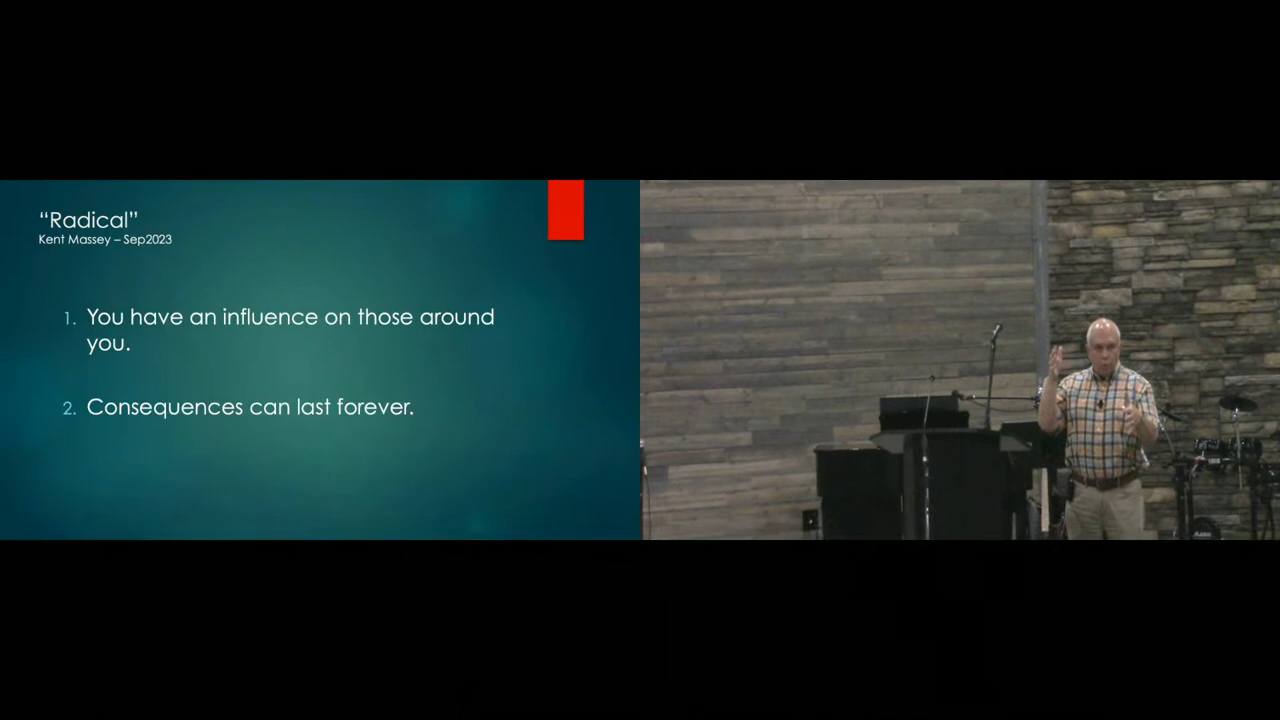 “Radical”
Kent Massey – Sep2023
1. You have an influence on those around
you.
2. Consequences can last forever.